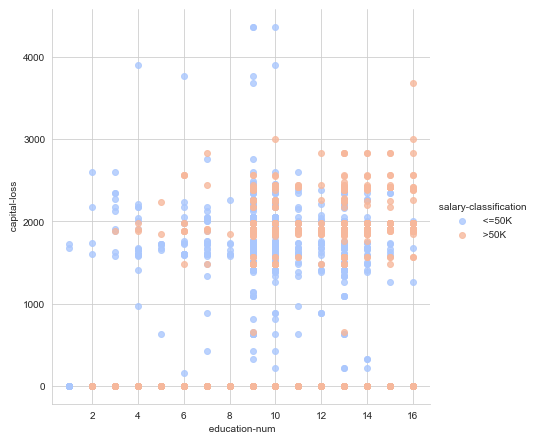 4000
3000
2000
1000
0
capital-loss
2 4 6 8 10 12 14 16
education-num
salary-classification
<=50K
>50K